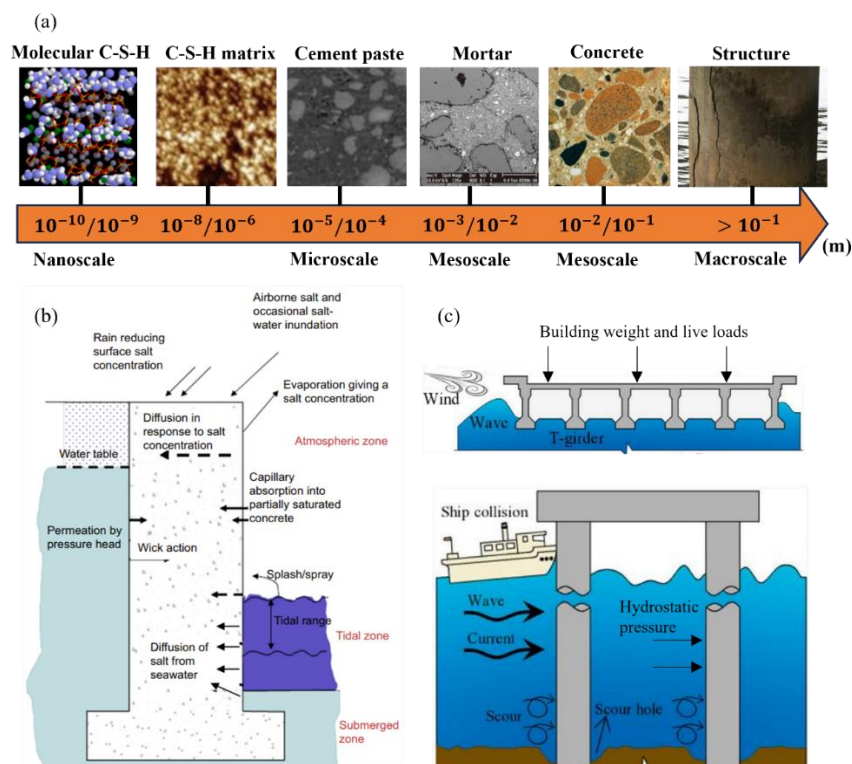 (a)
Molecular C-S-H C-S-H matrix Cement paste Mortar Concrete Structure
10⁻¹⁰/10⁻⁹ 10⁻⁸/10⁻⁶ 10⁻⁵/10⁻⁴ 10⁻³/10⁻² 10⁻²/10⁻¹ > 10⁻¹
(m)
Nanoscale Microscale Mesoscale Mesoscale Macroscale
(b)
Airborne salt and
occasional salt-
water inundation
Rain reducing
surface salt
concentration
Evaporation giving a
salt concentration
Diffusion in
response to salt
concentration
Atmospheric zone
Water table
Capillary
absorption into
partially saturated
concrete
Permeation by
pressure head
Wick action
Splash/spray
Tidal range
Tidal zone
Diffusion of
salt from
seawater
Submerged
zone
(c)
Building weight and live loads
Wind
Wave
T-girder
Ship collision
Wave
Hydrostatic
pressure
Current
Scour
Scour hole